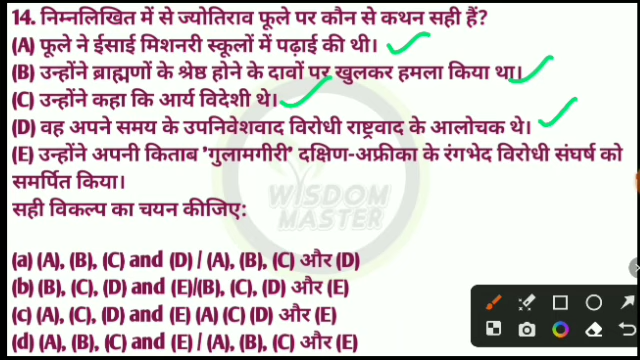 14. निम्नलिखित में से ज्योतिराव फूले पर कौन से कथन सही हैं?
(A) फूले ने ईसाई मिशनरी स्कूलों में पढ़ाई की थी।
(B) उन्होंने ब्राह्मणों के श्रेष्ठ होने के दावों पर खुलकर हमला किया था।
(C) उन्होंने कहा कि आर्य विदेशी थे।
(D) वह अपने समय के उपनिवेशवाद विरोधी राष्ट्रवाद के आलोचक थे।
(E) उन्होंने अपनी किताब 'गुलामगीरी' दक्षिण-अफ्रीका के रंगभेद विरोधी संघर्ष को
समर्पित किया।
WISDOM
MASTER
सही विकल्प का चयन कीजिए:
(a) (A), (B), (C) and (D) / (A), (B), (C) और (D)
(b) (B), (C), (D) and (E)/(B), (C), (D) और (E)
(c) (A), (C), (D) and (E) (A) (C) (D) और (E)
(d) (A), (B), (C) and (E) / (A), (B), (C) और (E)